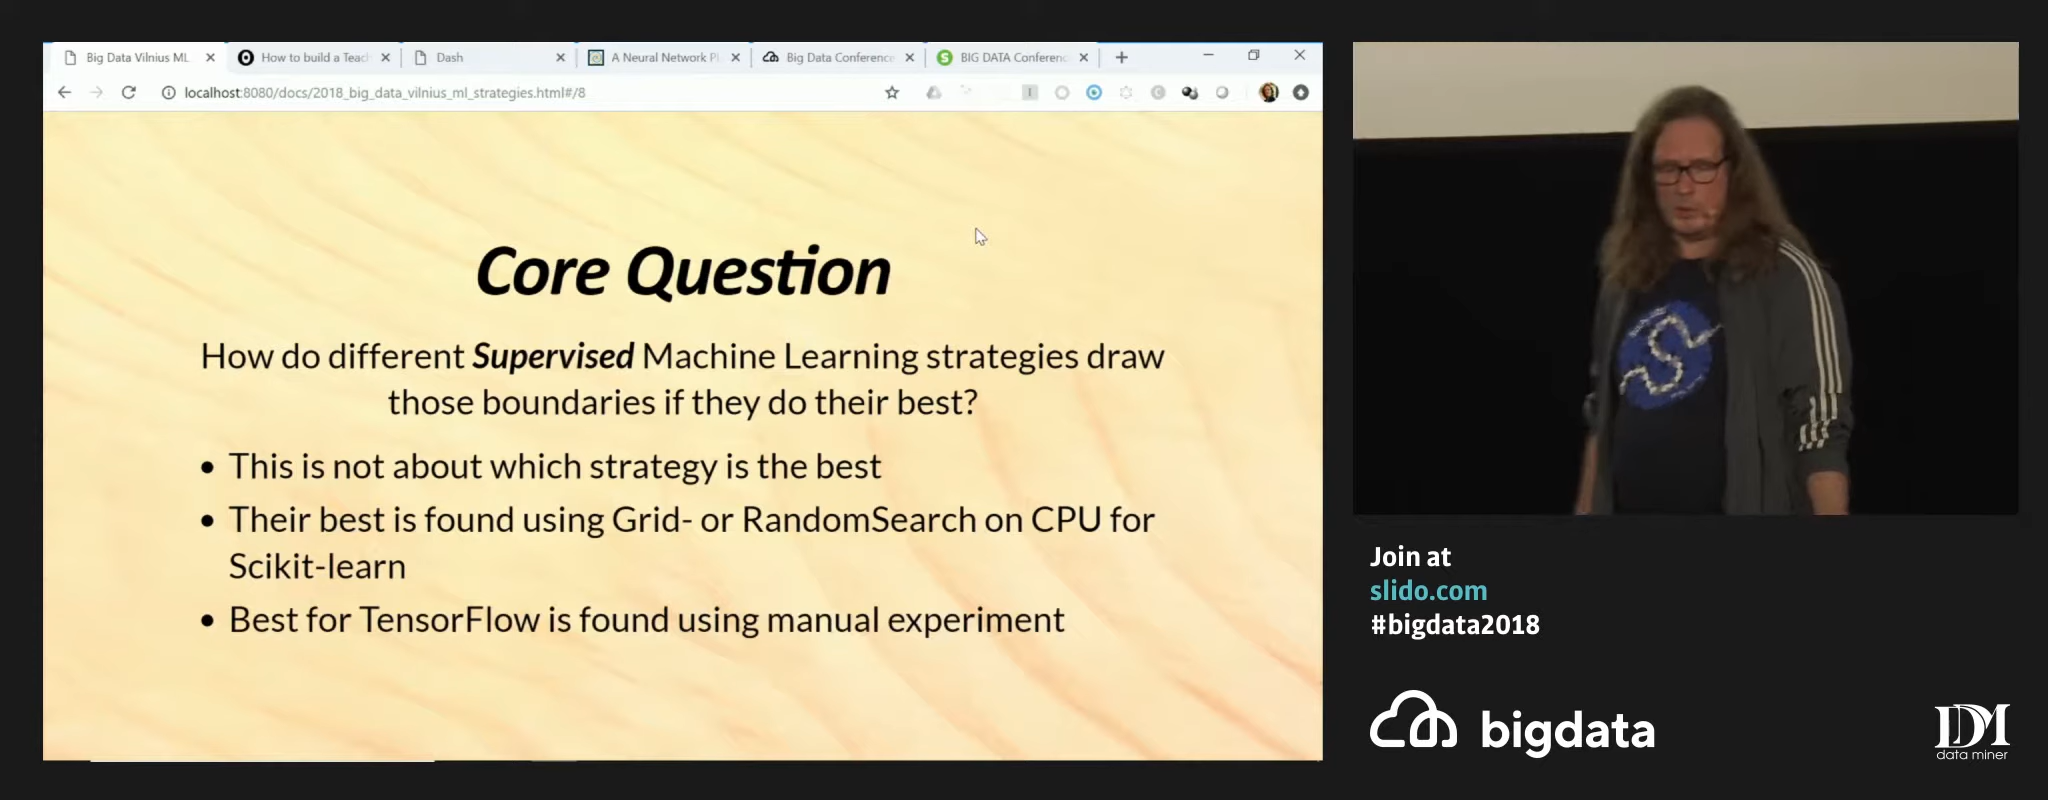 Big Data Vilnius ML
How to build a Teac
Dash
A Neural Network Pl
Big Data Conference
BIG DATA Conferenc
localhost:8080/docs/2018_big_data_vilnius_ml_strategies.html#/8
Core Question
How do different Supervised Machine Learning strategies draw
those boundaries if they do their best?
• This is not about which strategy is the best
• Their best is found using Grid- or RandomSearch on CPU for
Scikit-learn
• Best for TensorFlow is found using manual experiment
Join at
slido.com
#bigdata2018
bigdata
DM
data miner